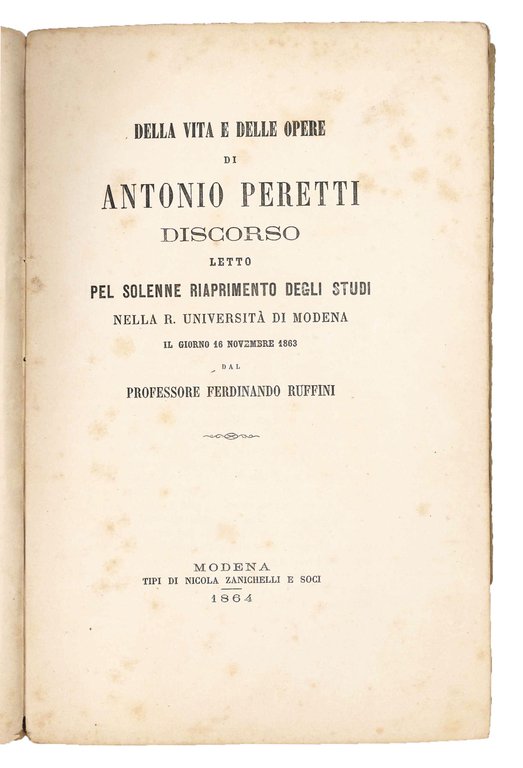 DELLA VITA E DELLE OPERE
DI
ANTONIO PERETTI
DISCORSO
LETTO
PEL SOLENNE RIAPRIMENTO DEGLI STUDI
NELLA R. UNIVERSITÀ DI MODENA
IL GIORNO 16 NOVEMBRE 1863
DAL
PROFESSORE FERDINANDO RUFFINI
MODENA
TIPI DI NICOLA ZANICHELLI E SOCI
1864